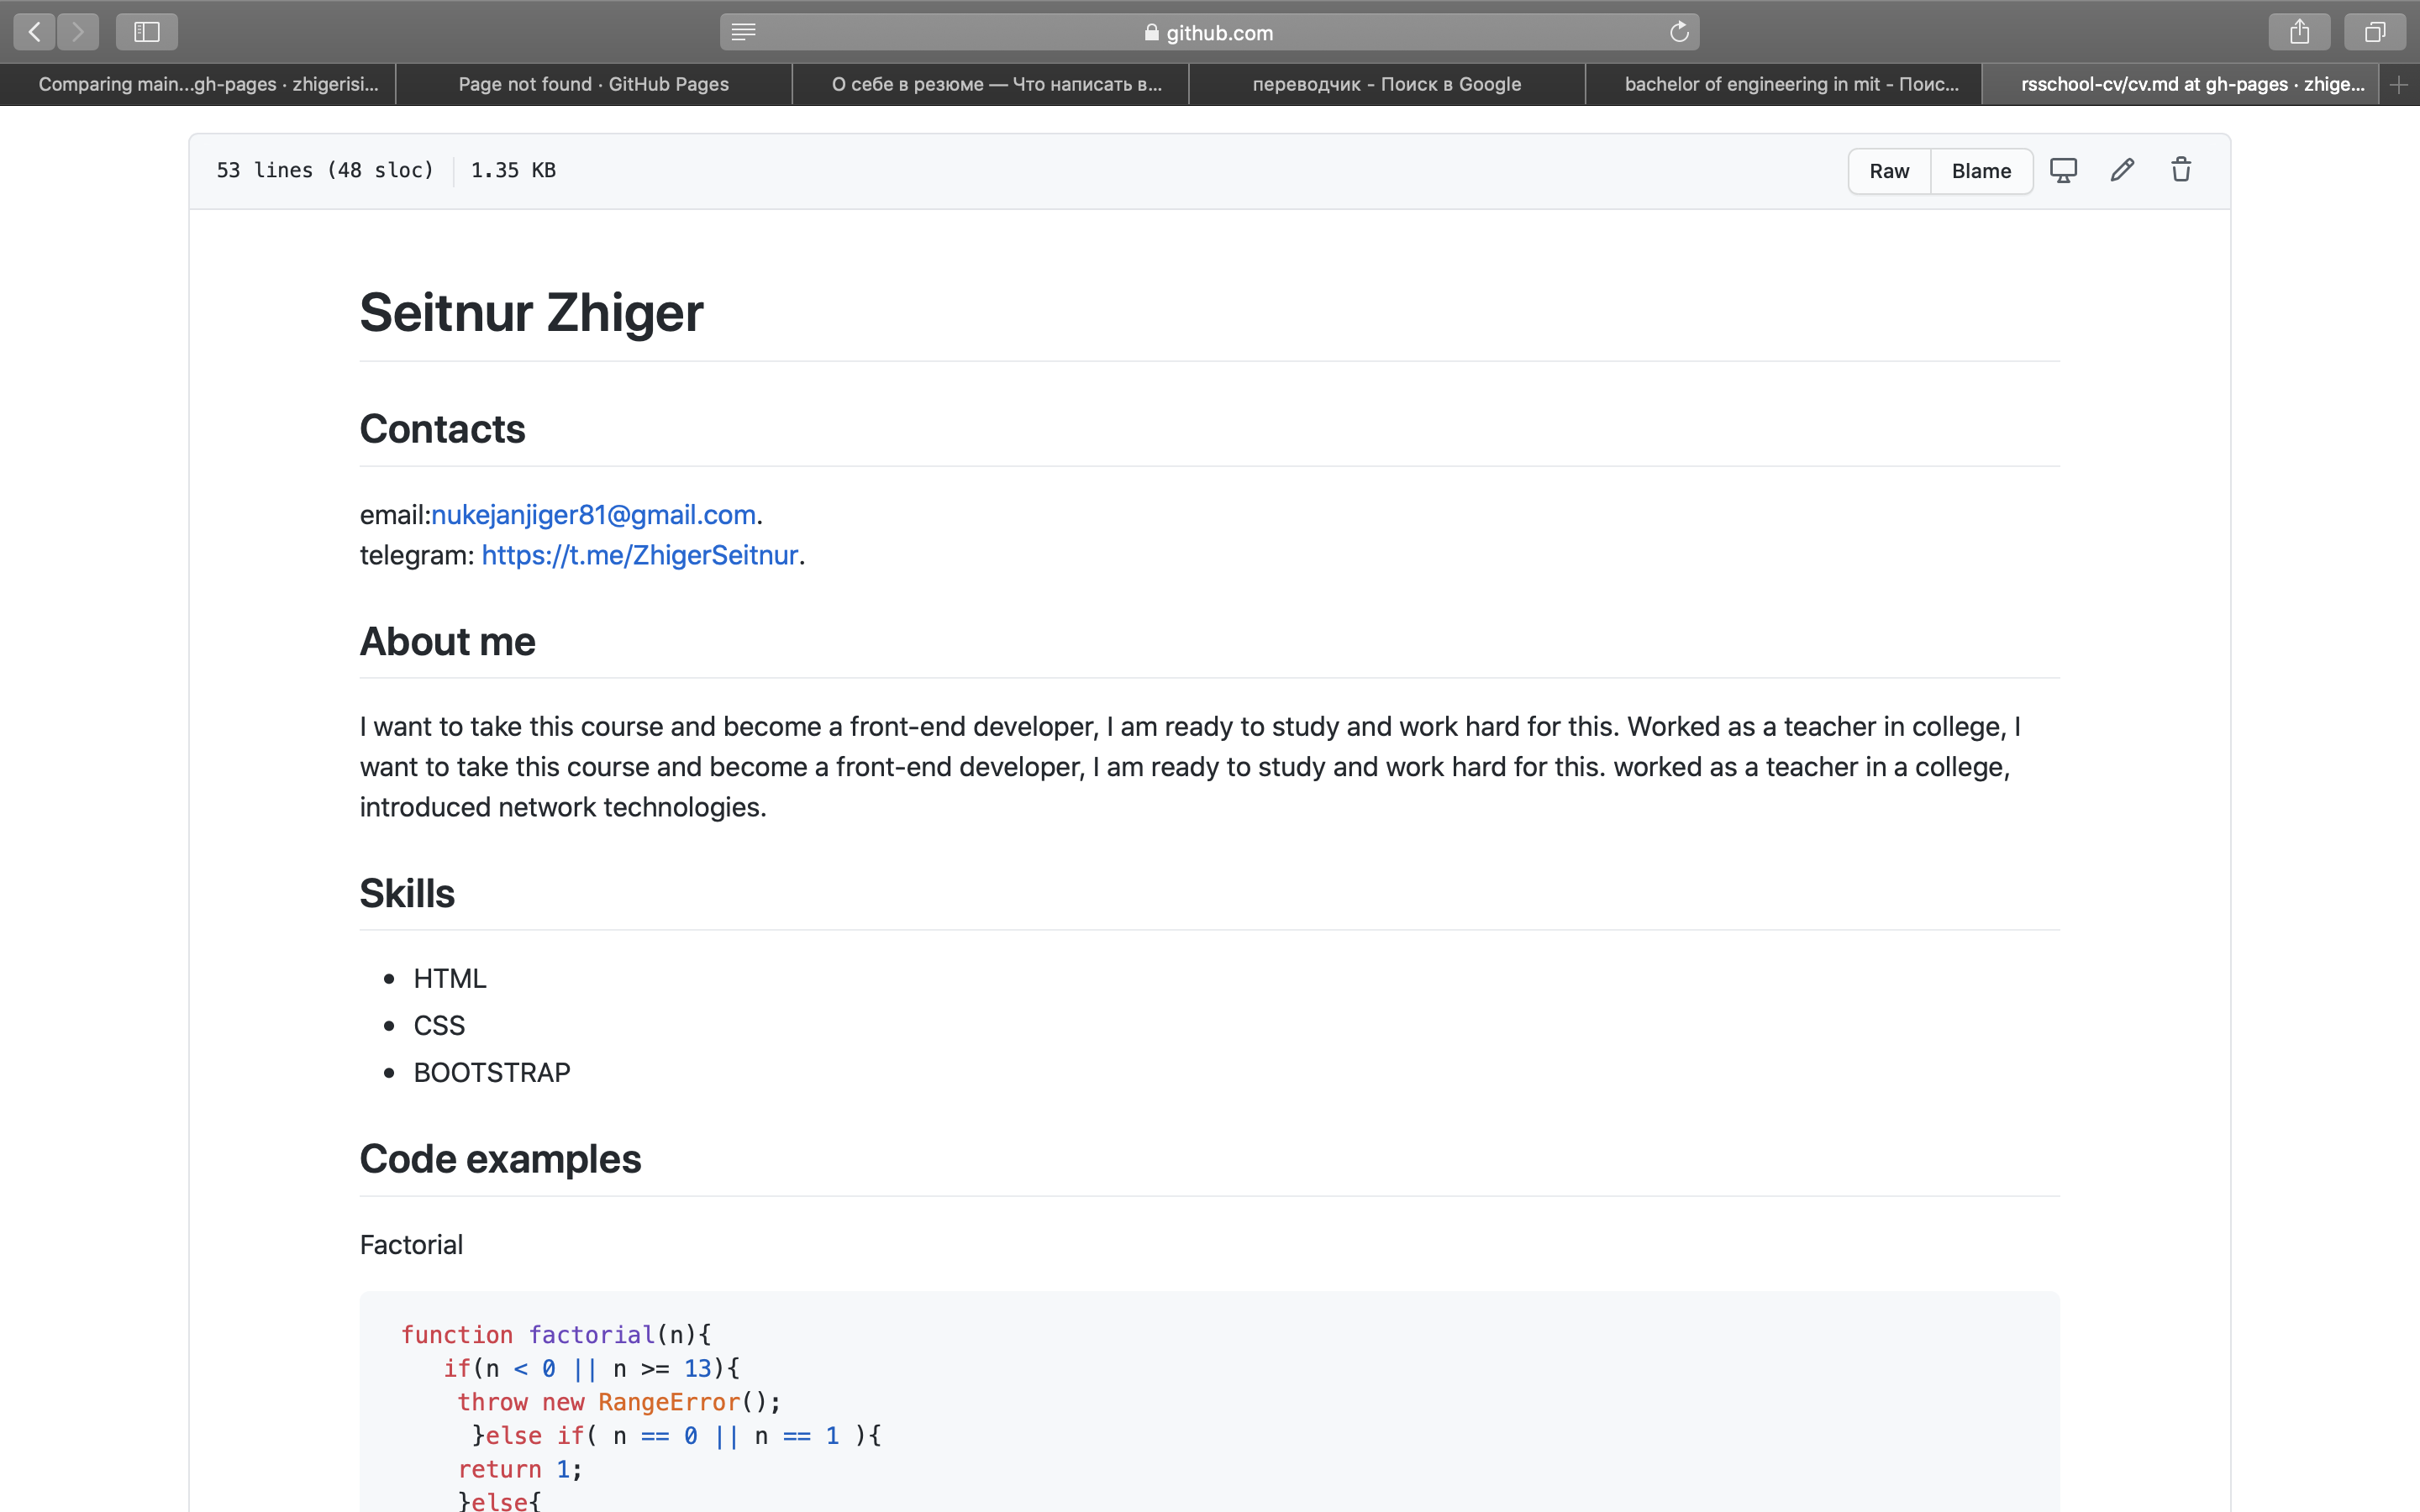 github.com
Comparing main...gh-pages · zhigerisi...
Page not found · GitHub Pages
О себе в резюме — Что написать в...
переводчик - Поиск в Google
bachelor of engineering in mit - Поис...
rsschool-cv/cv.md at gh-pages · zhige...
53 lines (48 sloc) 1.35 KB
Raw Blame
Seitnur Zhiger
Contacts
email:nukejanjiger81@gmail.com.
telegram: https://t.me/ZhigerSeitnur.
About me
I want to take this course and become a front-end developer, I am ready to study and work hard for this. Worked as a teacher in college, I
want to take this course and become a front-end developer, I am ready to study and work hard for this. worked as a teacher in a college,
introduced network technologies.
Skills
• HTML
• CSS
• BOOTSTRAP
Code examples
Factorial
function factorial(n){
if(n < 0 || n >= 13){
throw new RangeError();
}else if( n == 0 || n == 1 ){
return 1;
}else{